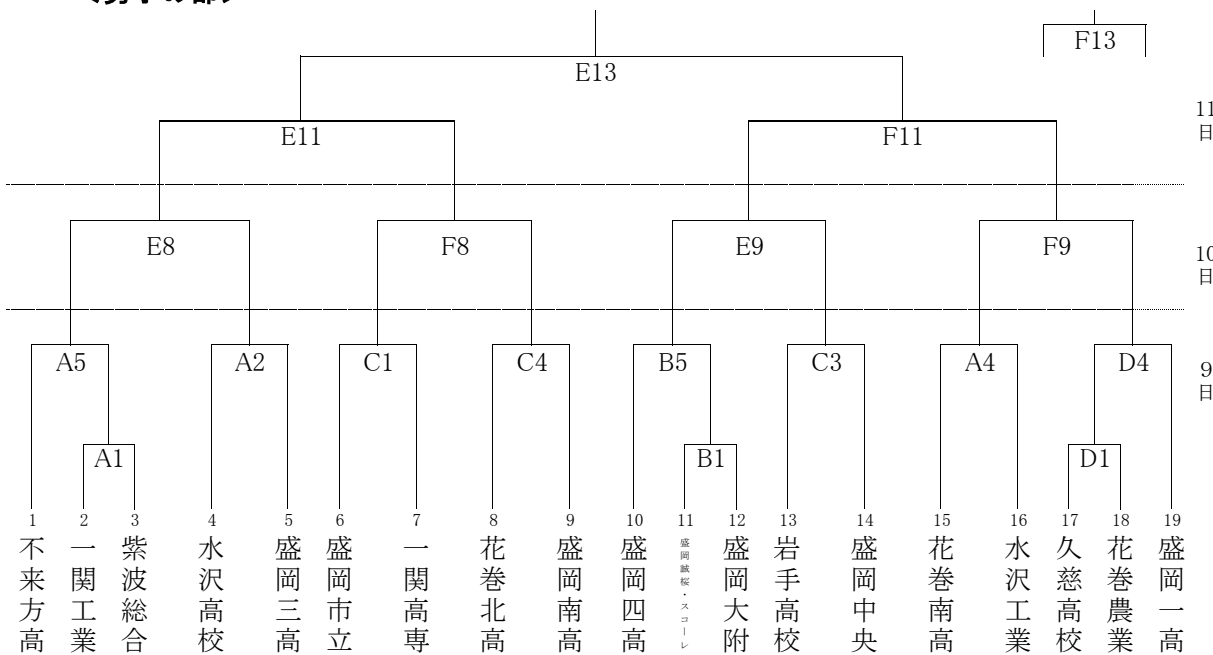 F13
E13
11
日
E11
F11
E8
F8
E9
F9
10
日
A5
A2
C1
C4
B5
C3
A4
D4
9
日
A1
B1
D1
1
2
3
4
5
6
7
8
9
10
11
12
13
14
15
16
17
18
19
不来方高
一関工業
紫波総合
水沢高校
盛岡三高
盛岡市立
一関高専
花巻北高
盛岡南高
盛岡四高
盛岡誠桜・スコーレ
盛岡大附
岩手高校
盛岡中央
花巻南高
水沢工業
久慈高校
花巻農業
盛岡一高